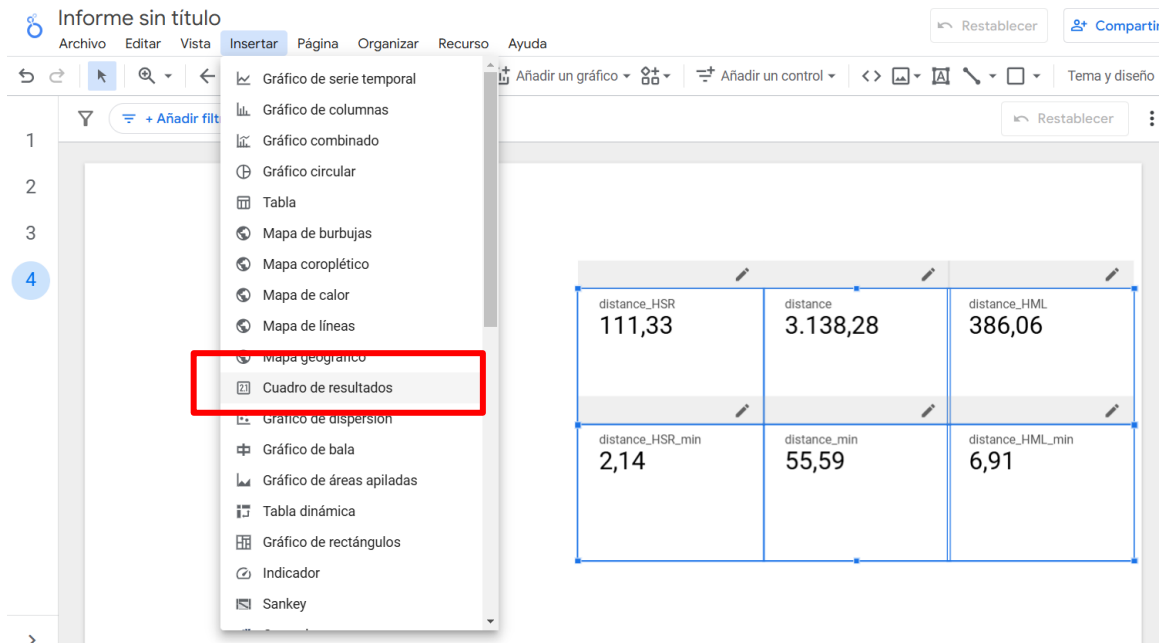 Informe sin título
Restablecer
Compartir
Archivo Editar Vista Insertar Página Organizar Recurso Ayuda
Añadir un gráfico
Añadir un control
Tema y diseño
+ Añadir filt
Restablecer
1
2
3
4
Gráfico de serie temporal
Gráfico de columnas
Gráfico combinado
Gráfico circular
Tabla
Mapa de burbujas
Mapa coroplético
Mapa de calor
Mapa de líneas
Mapa geográfico
Cuadro de resultados
Gráfico de dispersión
Gráfico de bala
Gráfico de áreas apiladas
Tabla dinámica
Gráfico de rectángulos
Indicador
Sankey
distance_HSR distance distance_HML
111,33 3.138,28 386,06
distance_HSR_min distance_min distance_HML_min
2,14 55,59 6,91